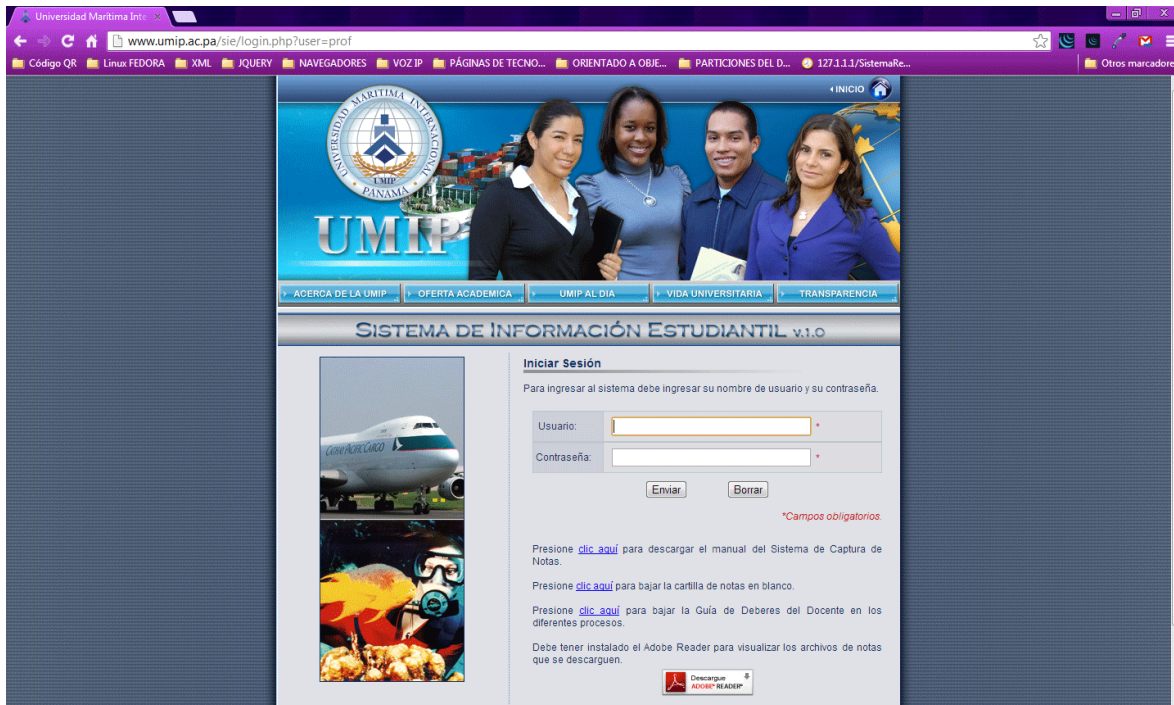 Universidad Marítima Inte
www.umip.ac.pa/sie/login.php?user=prof
Código QR
Linux FEDORA
XML
JQUERY
NAVEGADORES
VOZ IP
PÁGINAS DE TECNO...
ORIENTADO A OBJE...
PARTICIONES DEL D...
127.1.1.1/SistemaRe...
Otros marcadore
INICIO
UNIVERSIDAD MARITIMA INTERNACIONAL
UMIP
PANAMA
UMIP
ACERCA DE LA UMIP
OFERTA ACADEMICA
UMIP AL DIA
VIDA UNIVERSITARIA
TRANSPARENCIA
SISTEMA DE INFORMACIÓN ESTUDIANTIL V.1.0
Iniciar Sesión
Para ingresar al sistema debe ingresar su nombre de usuario y su contraseña.
Usuario: *
Contraseña: *
Enviar Borrar
*Campos obligatorios.
CATHAY PACIFIC CARGO
Presione clic aquí para descargar el manual del Sistema de Captura de
Notas.
Presione clic aquí para bajar la cartilla de notas en blanco.
Presione clic aquí para bajar la Guía de Deberes del Docente en los
diferentes procesos.
Debe tener instalado el Adobe Reader para visualizar los archivos de notas
que se descarguen.
Descargue
ADOBE® READER®